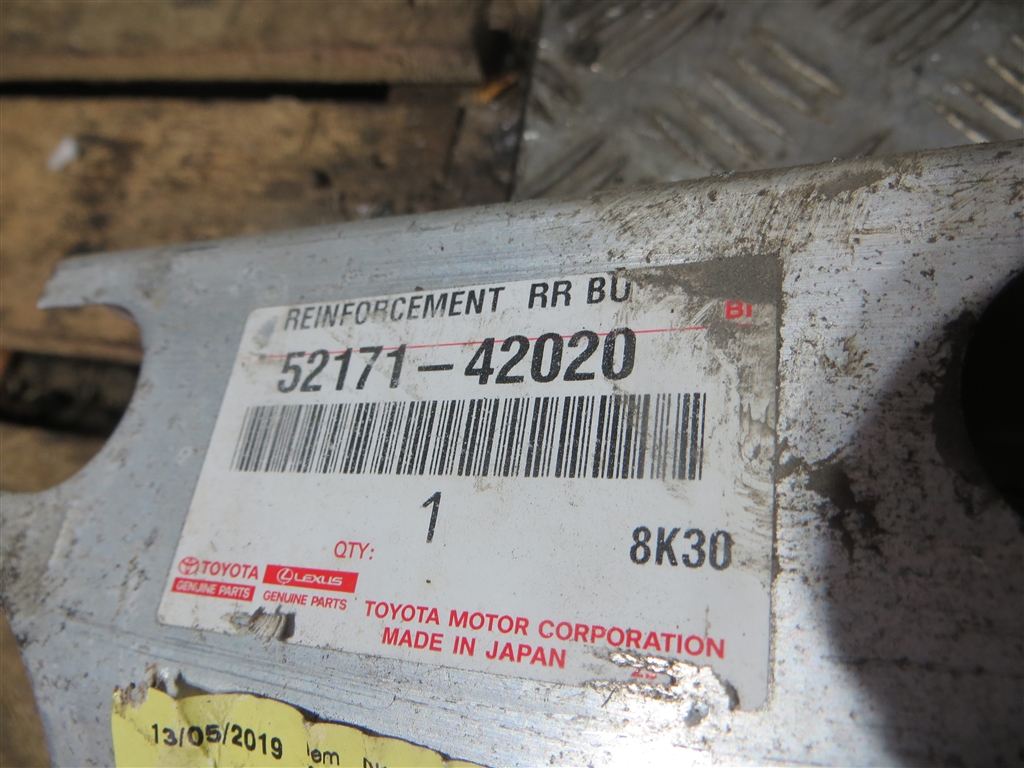 REINFORCEMENT RR BU
52171-42020
1
QTY:
8K30
TOYOTA
GENUINE PARTS
LEXUS
GENUINE PARTS
TOYOTA MOTOR CORPORATION
MADE IN JAPAN
13/05/2019